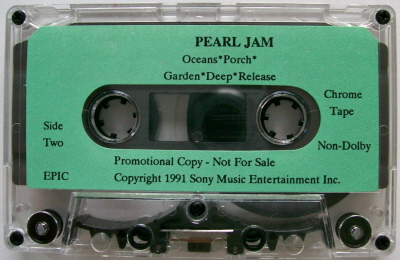 PEARL JAM
Oceans*Porch*
Garden*Deep*Release
Chrome
Tape
Side
Two
Non-Dolby
Promotional Copy - Not For Sale
EPIC
Copyright 1991 Sony Music Entertainment Inc.